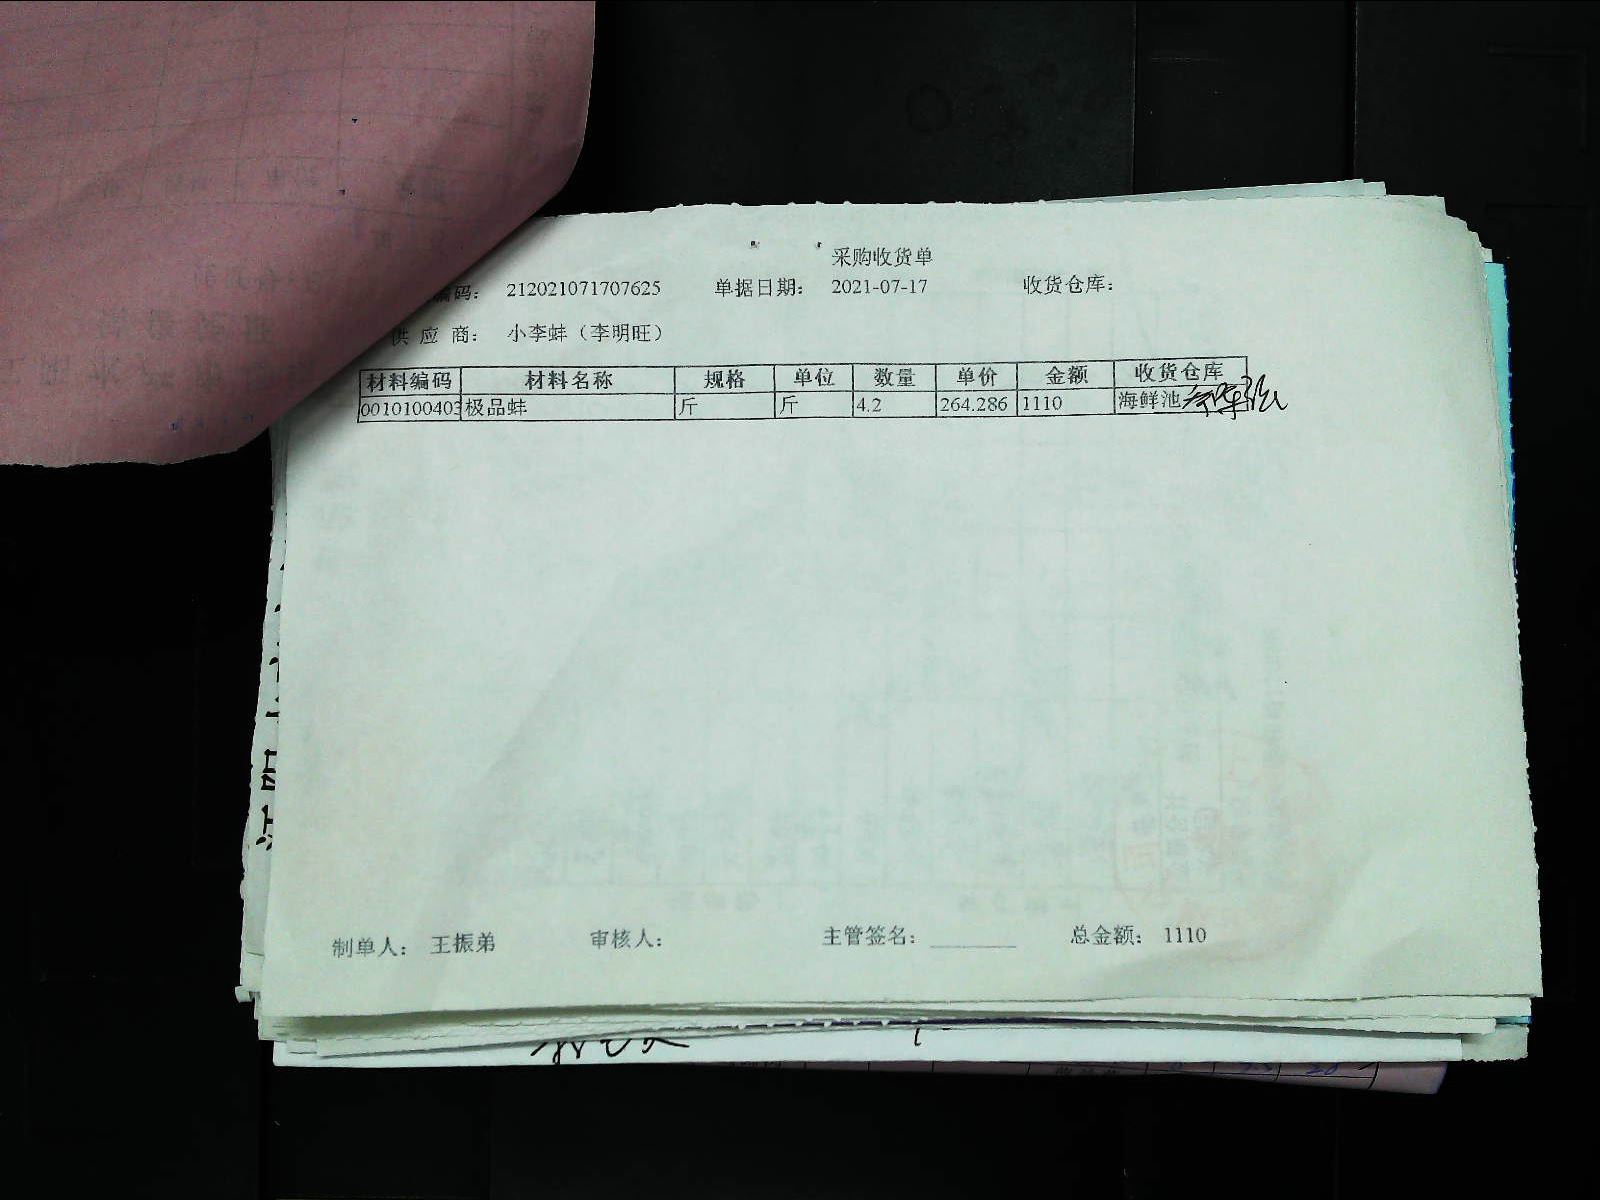 采购收货单
编码： 212021071707625 单据日期： 2021-07-17 收货仓库：
供 应 商： 小李蚌（李明旺）
材料编码 材料名称 规格 单位 数量 单价 金额 收货仓库
0010100403 极品蚌 斤 斤 4.2 264.286 1110 海鲜池
制单人： 王振弟 审核人： 主管签名： ________ 总金额： 1110